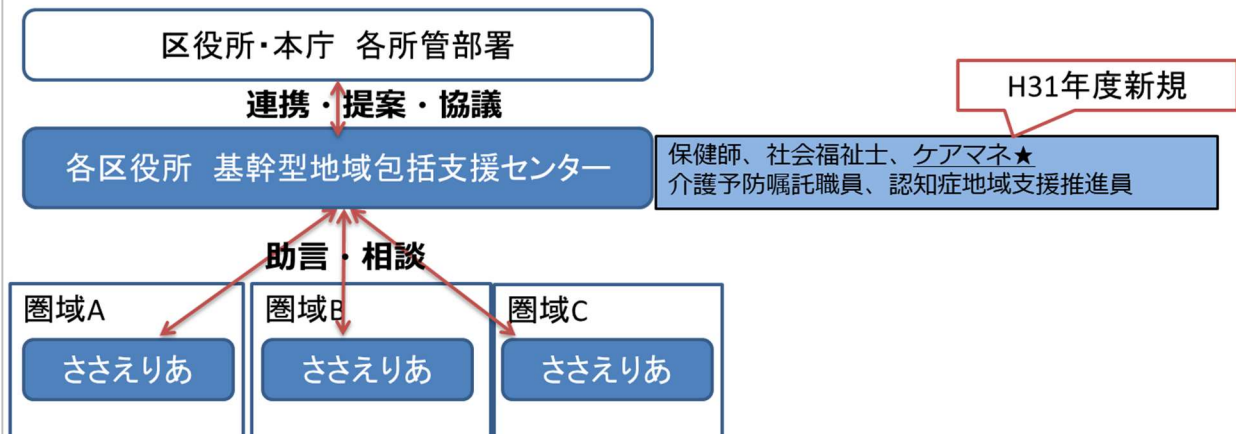 区役所・本庁 各所管部署
連携・提案・協議
H31年度新規
各区役所 基幹型地域包括支援センター
保健師、社会福祉士、ケアマネ★
介護予防嘱託職員、認知症地域支援推進員
助言・相談
圏域A
圏域B
圏域C
ささえりあ
ささえりあ
ささえりあ